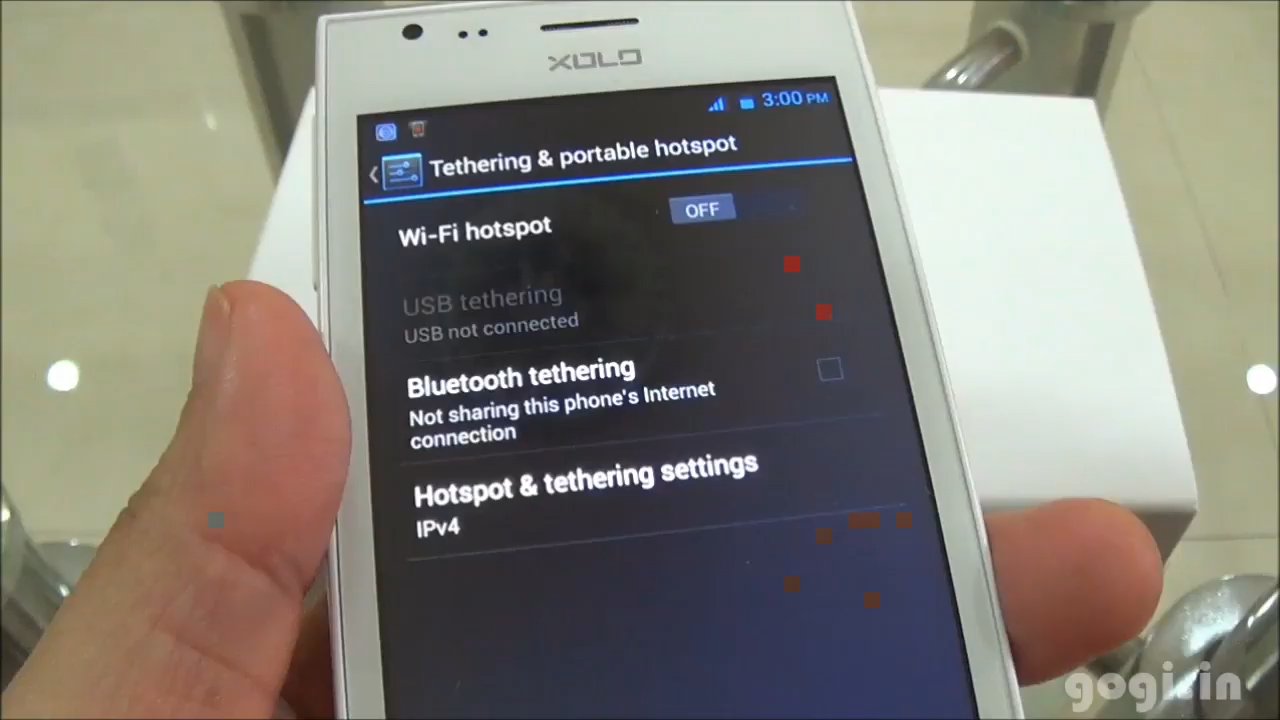 XOLO
3:00 PM
Tethering & portable hotspot
Wi-Fi hotspot
OFF
USB tethering
USB not connected
Bluetooth tethering
Not sharing this phone's Internet
connection
Hotspot & tethering settings
IPv4
gogi.in